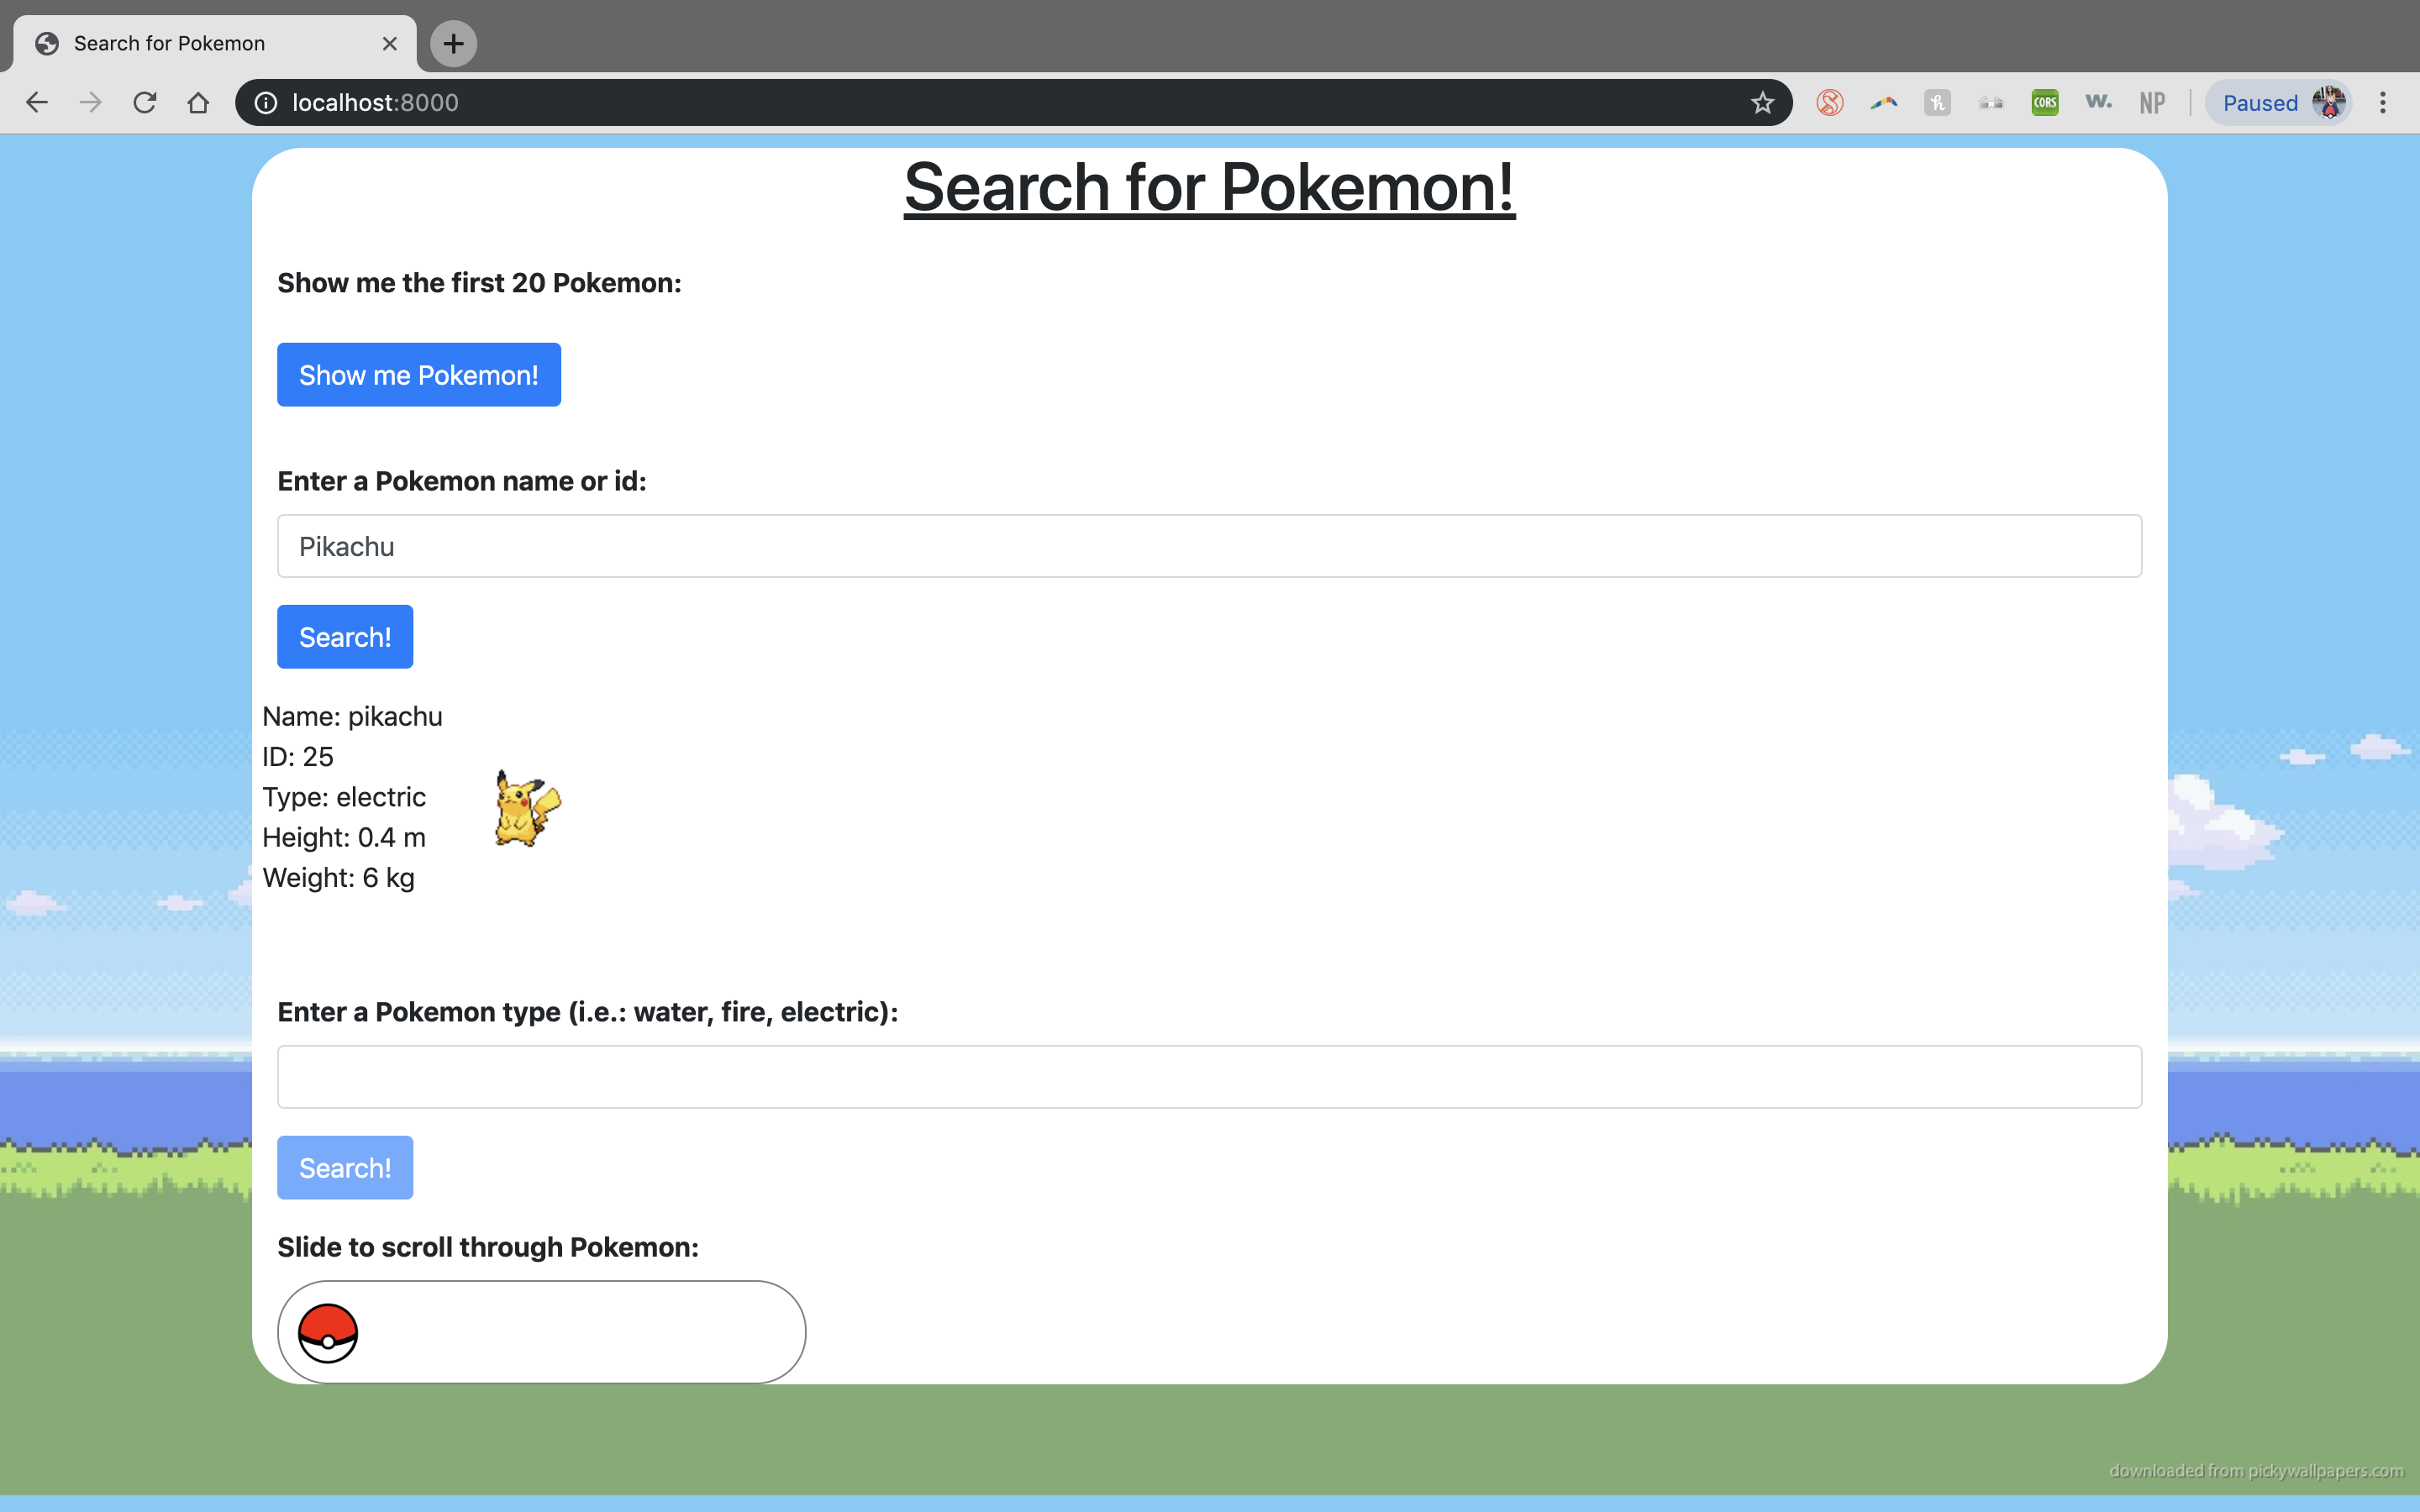 Search for Pokemon
localhost:8000
CORS
w.
NP
Paused
Search for Pokemon!
Show me the first 20 Pokemon:
Show me Pokemon!
Enter a Pokemon name or id:
Pikachu
Search!
Name: pikachu
ID: 25
Type: electric
Height: 0.4 m
Weight: 6 kg
Enter a Pokemon type (i.e.: water, fire, electric):
Search!
Slide to scroll through Pokemon:
downloaded from pickywallpapers.com